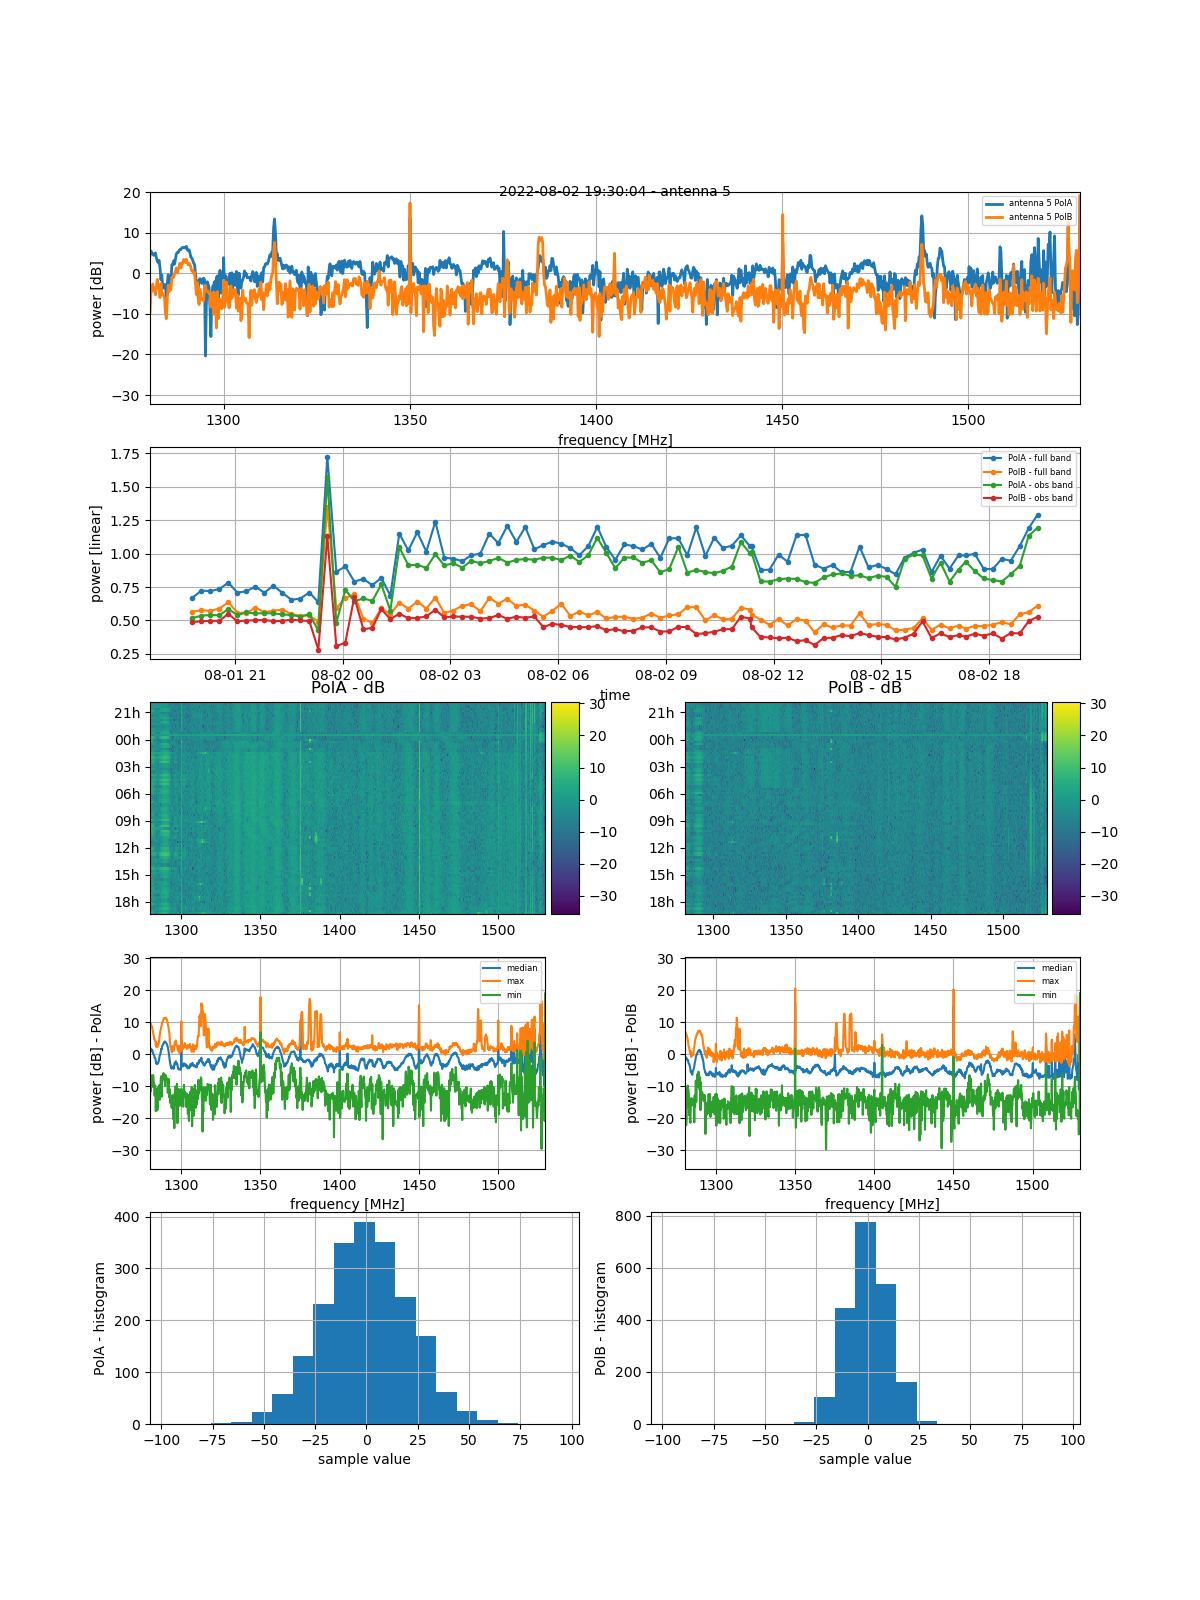 2022-08-02 19:30:04 - antenna 5
antenna 5 PolA
antenna 5 PolB
power [dB]
20
10
0
−10
−20
−30
1300 1350 1400 1450 1500
frequency [MHz]
PolA - full band
PolB - full band
PolA - obs band
PolB - obs band
power [linear]
1.75
1.50
1.25
1.00
0.75
0.50
0.25
08-01 21 08-02 00 08-02 03 08-02 06 08-02 09 08-02 12 08-02 15 08-02 18
time
PolA - dB
21h
00h
03h
06h
09h
12h
15h
18h
1300 1350 1400 1450 1500
30
20
10
0
−10
−20
−30
PolB - dB
21h
00h
03h
06h
09h
12h
15h
18h
1300 1350 1400 1450 1500
30
20
10
0
−10
−20
−30
power [dB] - PolA
30
20
10
0
−10
−20
−30
median
max
min
1300 1350 1400 1450 1500
frequency [MHz]
power [dB] - PolB
30
20
10
0
−10
−20
−30
median
max
min
1300 1350 1400 1450 1500
frequency [MHz]
PolA - histogram
400
300
200
100
0
−100 −75 −50 −25 0 25 50 75 100
sample value
PolB - histogram
800
600
400
200
0
−100 −75 −50 −25 0 25 50 75 100
sample value